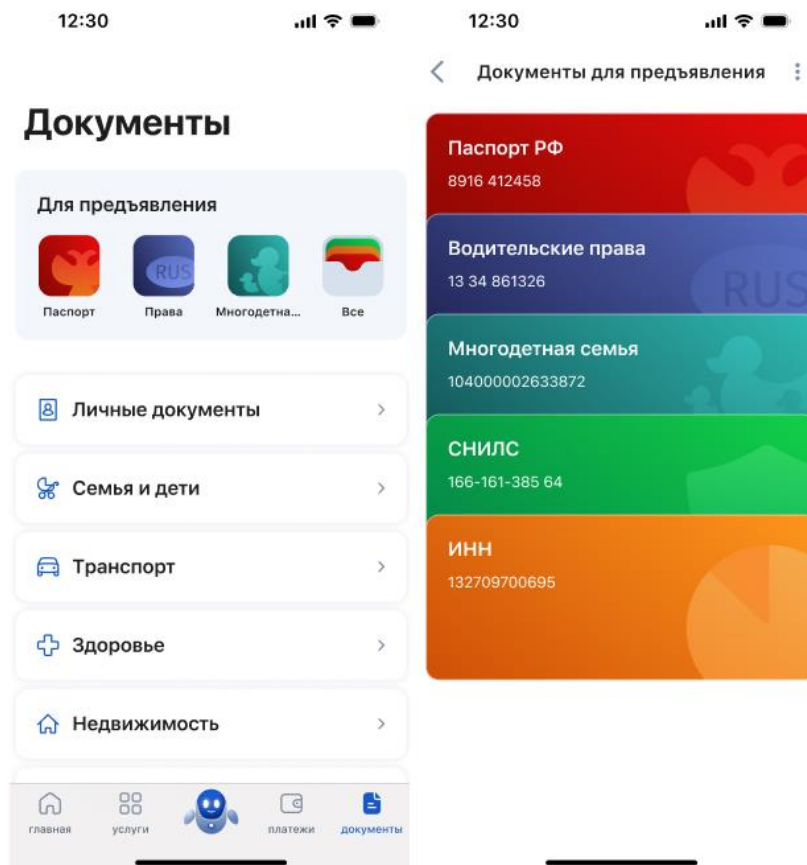 12:30
Документы
Для предъявления
RUS
Паспорт
Права
Многодетна...
Все
Личные документы
Семья и дети
Транспорт
Здоровье
Недвижимость
главная
услуги
платежи
документы
12:30
Документы для предъявления
Паспорт РФ
8916 412458
Водительские права
13 34 861326
RUS
Многодетная семья
104000002633872
СНИЛС
166-161-385 64
ИНН
132709700695